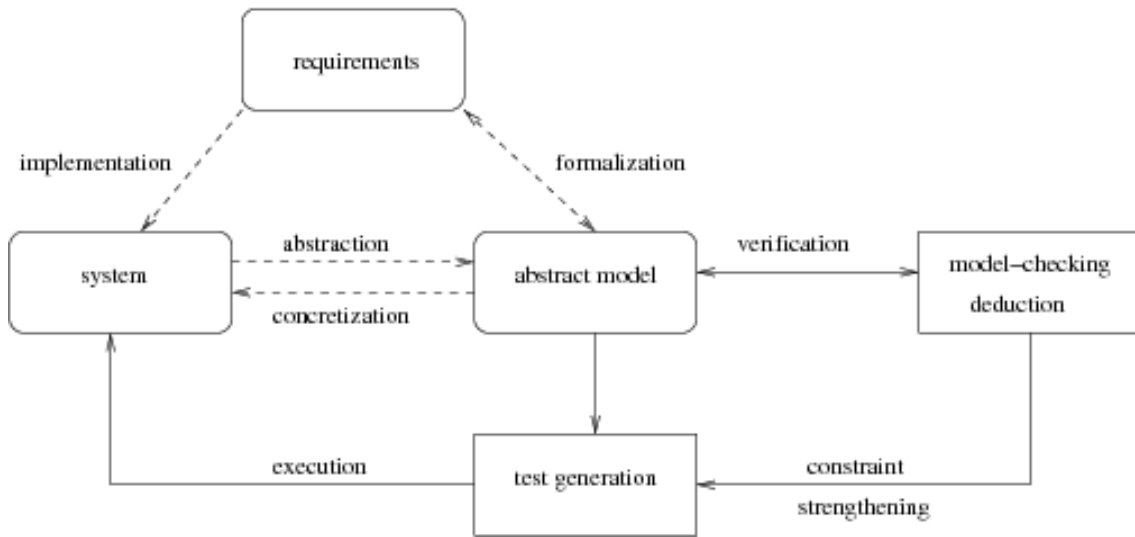 requirements
implementation
formalization
abstraction
verification
system
abstract model
model-checking
deduction
concretization
execution
test generation
constraint
strengthening